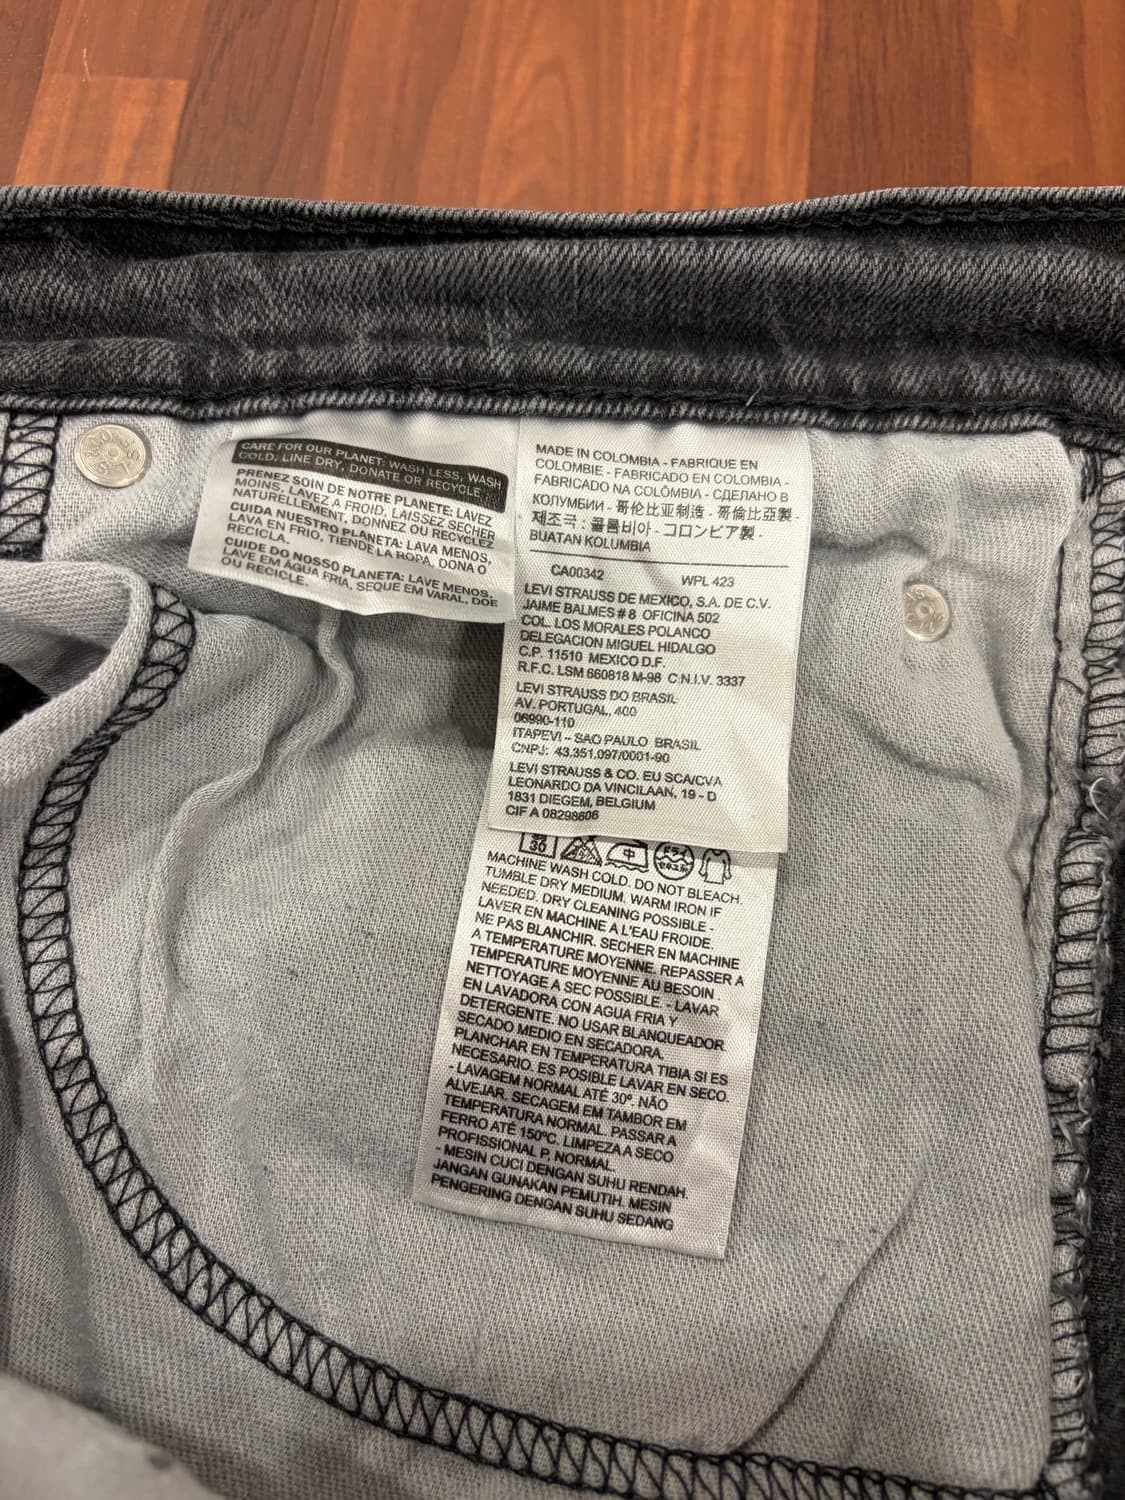 CARE FOR OUR PLANET: WASH LESS, WASH
COLD, LINE DRY, DONATE OR RECYCLE
PRENEZ SOIN DE NOTRE PLANETE: LAVEZ
MOINS, LAVEZ A FROID, LAISSEZ SECHER
NATURELLEMENT, DONNEZ OU RECYCLEZ
CUIDA NUESTRO PLANETA: LAVA MENOS,
LAVA EN FRIO, TIENDE LA ROPA, DONA O
RECICLA.
CUIDE DO NOSSO PLANETA: LAVE MENOS,
LAVE EM ÁGUA FRIA, SEQUE EM VARAL, DOE
OU RECICLE.
MADE IN COLOMBIA - FABRIQUE EN
COLOMBIE - FABRICADO EN COLOMBIA -
FABRICADO NA COLÔMBIA - СДЕЛАНО В
КОЛУМБИИ - 哥伦比亚制造 - 哥倫比亞製 -
제조국 : 콜롬비아 - コロンビア製 -
BUATAN KOLUMBIA
CA00342 WPL 423
LEVI STRAUSS DE MEXICO, S.A. DE C.V.
JAIME BALMES # 8 OFICINA 502
COL. LOS MORALES POLANCO
DELEGACION MIGUEL HIDALGO
C.P. 11510 MEXICO D.F.
R.F.C. LSM 660818 M-98 C.N.I.V. 3337
LEVI STRAUSS DO BRASIL
AV. PORTUGAL, 400
06990-110
ITAPEVI - SAO PAULO BRASIL
CNPJ: 43.351.097/0001-90
LEVI STRAUSS & CO. EU SCA/CVA
LEONARDO DA VINCILAAN, 19 - D
1831 DIEGEM, BELGIUM
CIF A 08298606
30 中 ドライ
セキユ系
MACHINE WASH COLD. DO NOT BLEACH.
TUMBLE DRY MEDIUM. WARM IRON IF
NEEDED. DRY CLEANING POSSIBLE -
LAVER EN MACHINE A L'EAU FROIDE.
NE PAS BLANCHIR. SECHER EN MACHINE
A TEMPERATURE MOYENNE. REPASSER A
TEMPERATURE MOYENNE AU BESOIN
NETTOYAGE A SEC POSSIBLE. - LAVAR
EN LAVADORA CON AGUA FRIA Y
DETERGENTE. NO USAR BLANQUEADOR.
SECADO MEDIO EN SECADORA.
PLANCHAR EN TEMPERATURA TIBIA SI ES
NECESARIO. ES POSIBLE LAVAR EN SECO.
- LAVAGEM NORMAL ATÉ 30º. NÃO
ALVEJAR. SECAGEM EM TAMBOR EM
TEMPERATURA NORMAL. PASSAR A
FERRO ATÉ 150ºC. LIMPEZA A SECO
PROFISSIONAL P, NORMAL.
- MESIN CUCI DENGAN SUHU RENDAH.
JANGAN GUNAKAN PEMUTIH. MESIN
PENGERING DENGAN SUHU SEDANG